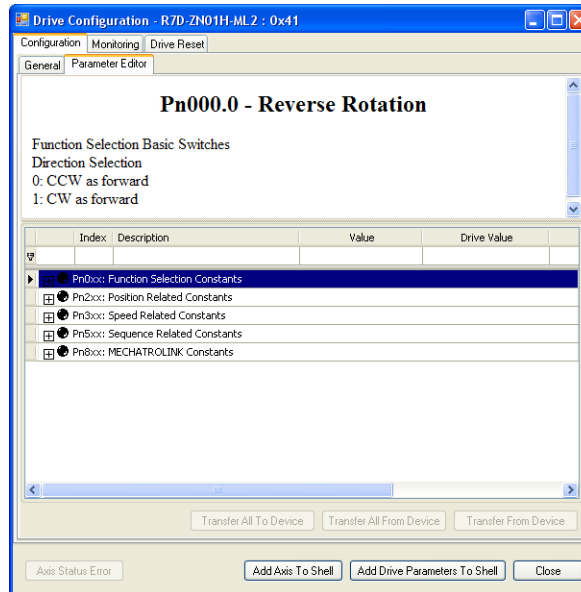 Drive Configuration - R7D-ZN01H-ML2 : 0x41
Configuration Monitoring Drive Reset
General Parameter Editor
Pn000.0 - Reverse Rotation
Function Selection Basic Switches
Direction Selection
0: CCW as forward
1: CW as forward
Index Description Value Drive Value
Pn0xx: Function Selection Constants
Pn2xx: Position Related Constants
Pn3xx: Speed Related Constants
Pn5xx: Sequence Related Constants
Pn8xx: MECHATROLINK Constants
Transfer All To Device Transfer All From Device Transfer From Device
Axis Status Error Add Axis To Shell Add Drive Parameters To Shell Close